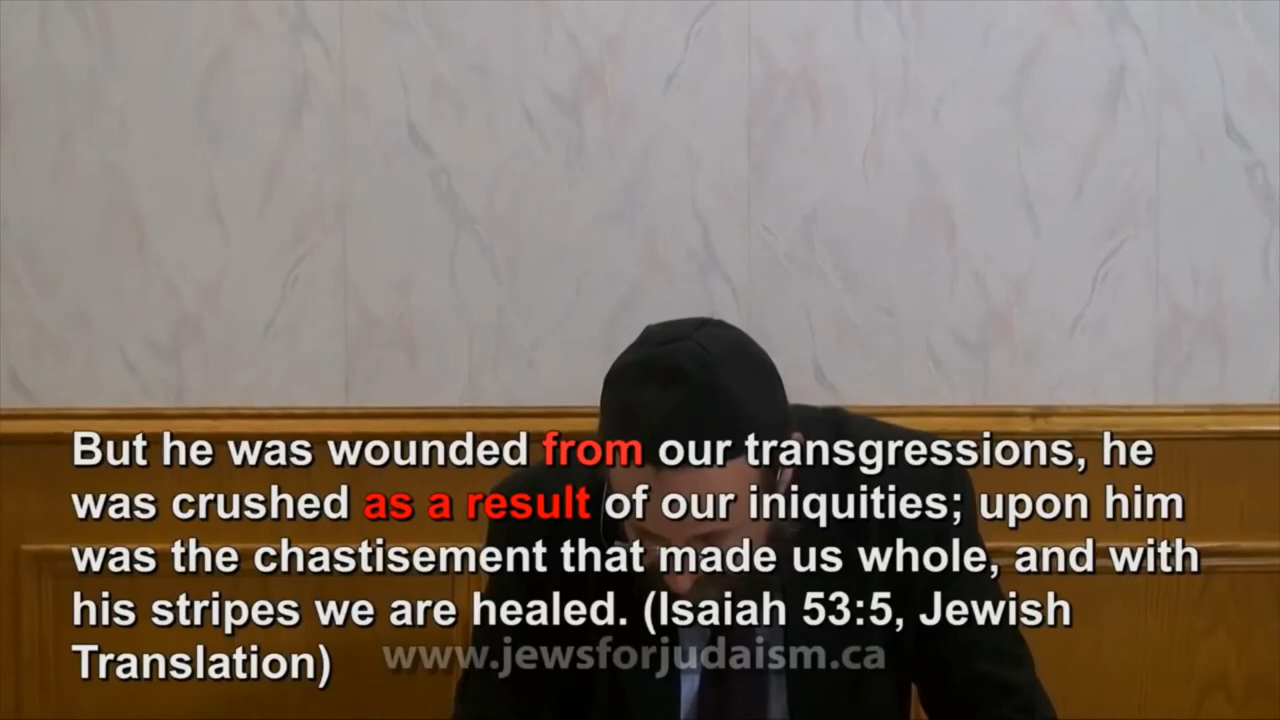 But he was wounded from our transgressions, he
was crushed as a result of our iniquities; upon him
was the chastisement that made us whole, and with
his stripes we are healed. (Isaiah 53:5, Jewish
Translation)
www.jewsforjudaism.ca